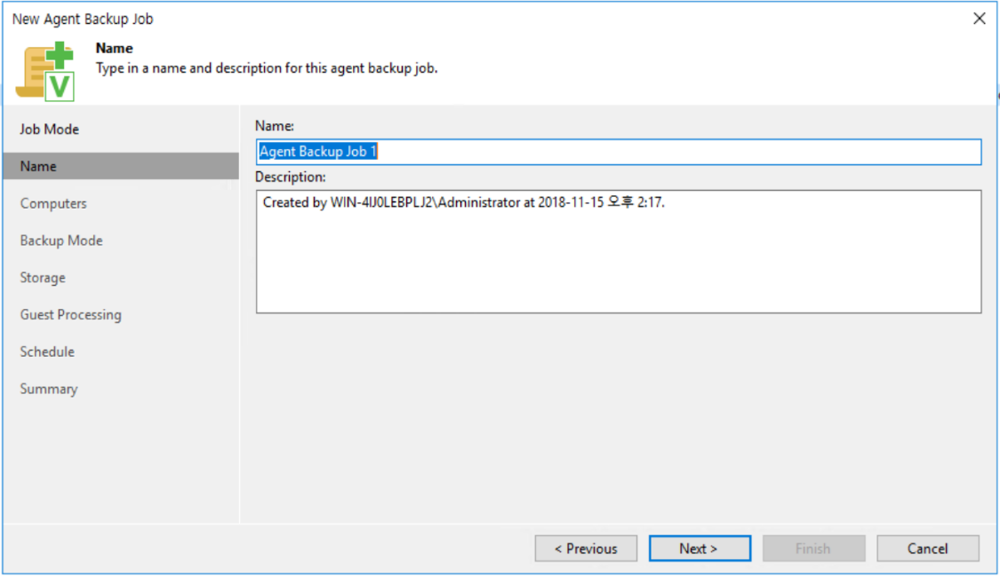 New Agent Backup Job
Name
Type in a name and description for this agent backup job.
V
Job Mode
Name
Computers
Backup Mode
Storage
Guest Processing
Schedule
Summary
Name:
Agent Backup Job 1
Description:
Created by WIN-4IJ0LEBPLJ2\Administrator at 2018-11-15 오후 2:17.
< Previous
Next >
Finish
Cancel